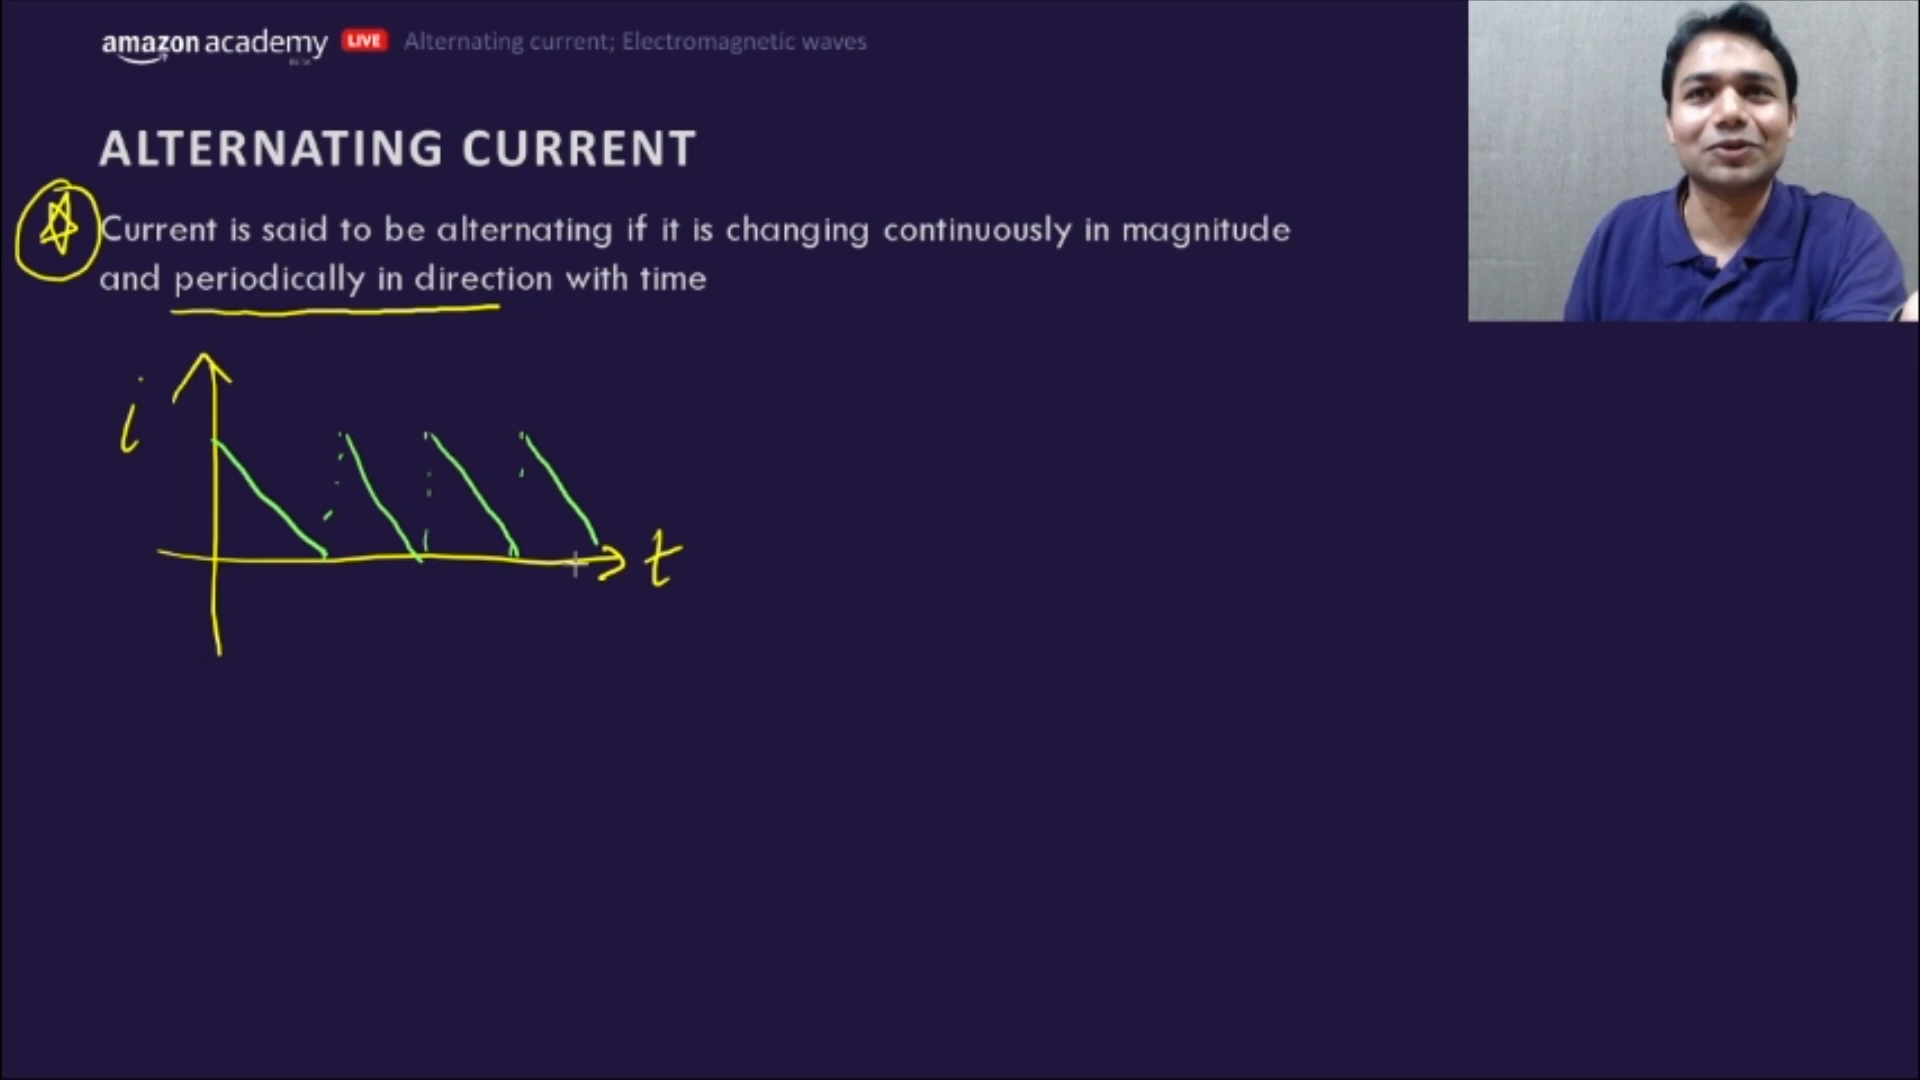 amazon academy LIVE Alternating current; Electromagnetic waves
BETA
ALTERNATING CURRENT
Current is said to be alternating if it is changing continuously in magnitude
and periodically in direction with time
i
t